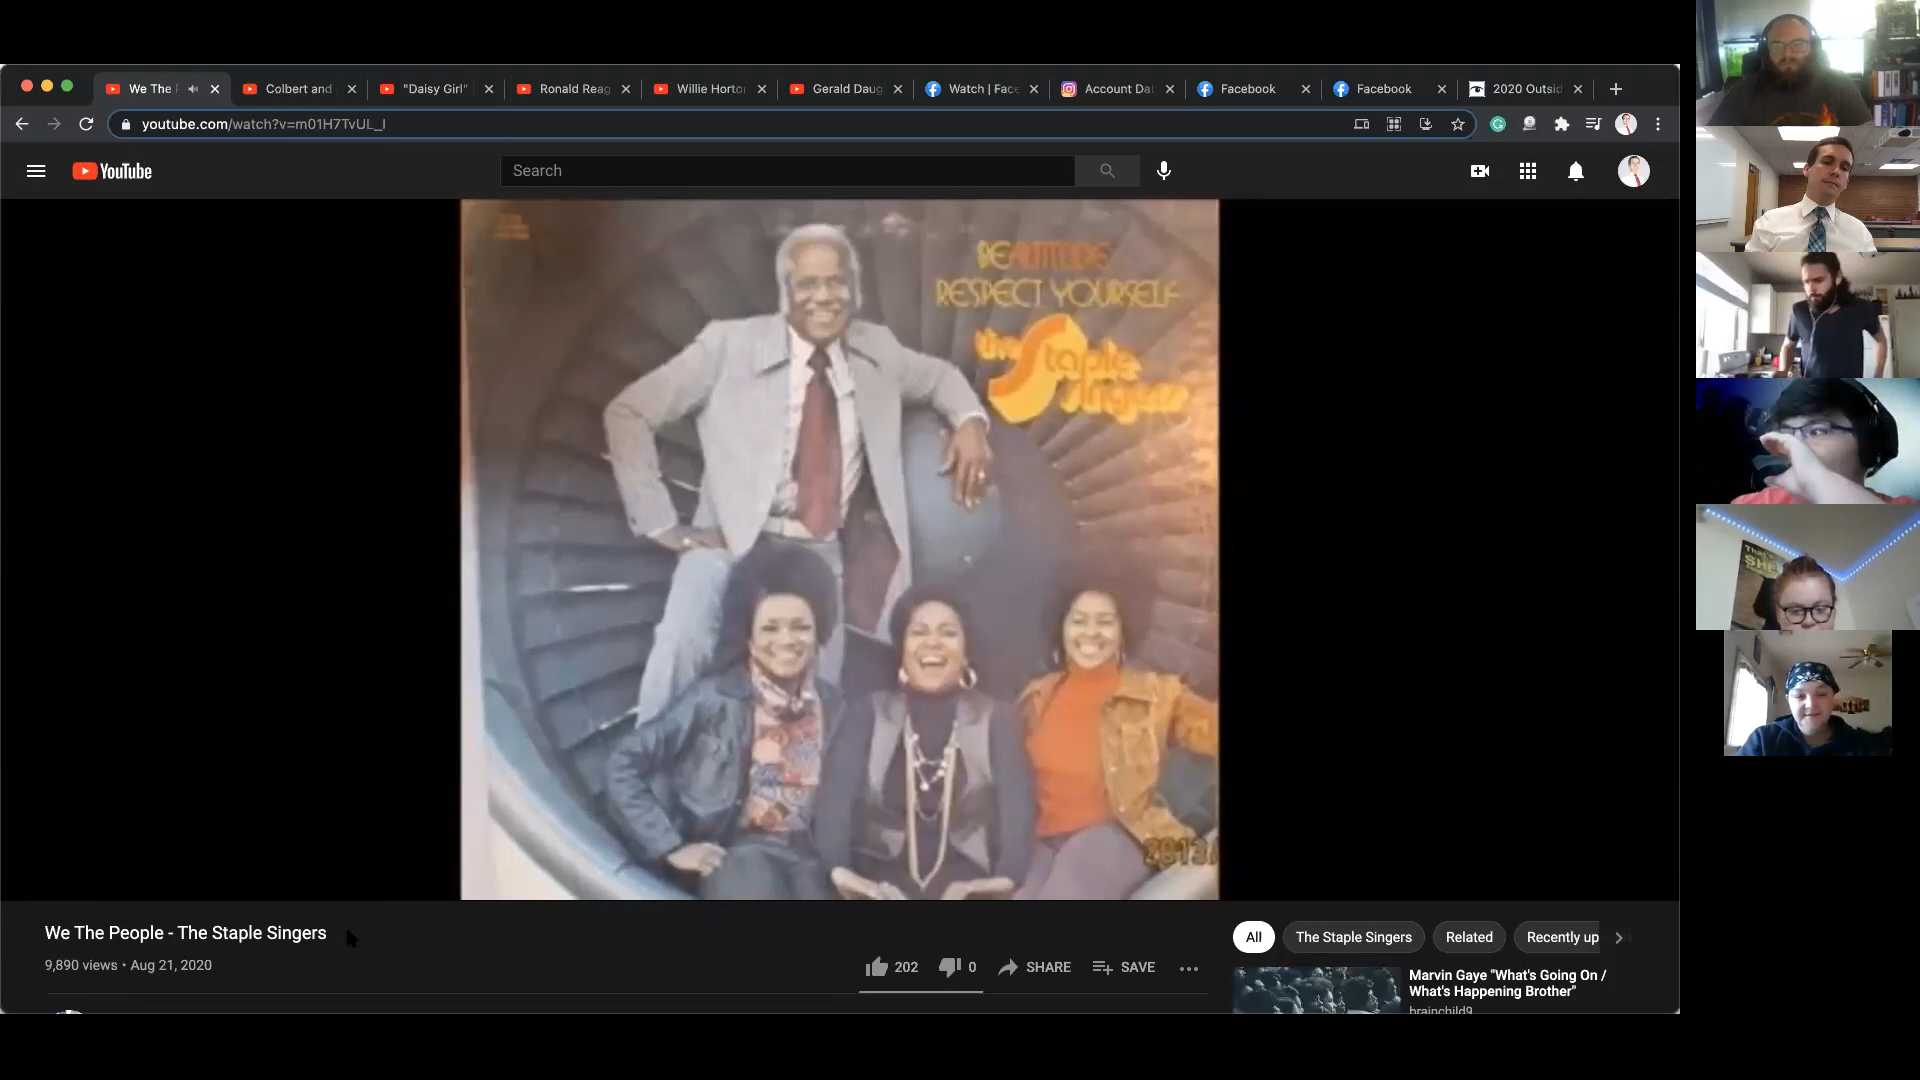 We The
Colbert and
"Daisy Girl"
Ronald Reag
Willie Horto
Gerald Daug
Watch | Face
Account Da
Facebook
Facebook
2020 Outsid
youtube.com/watch?v=m01H7TvUL_I
YouTube
Search
BEALTITUDE
RESPECT YOURSELF
the Staple
Singers
We The People - The Staple Singers
9,890 views • Aug 21, 2020
202
0
SHARE
SAVE
All
The Staple Singers
Related
Recently up
Marvin Gaye "What's Going On /
What's Happening Brother"
brainchild9